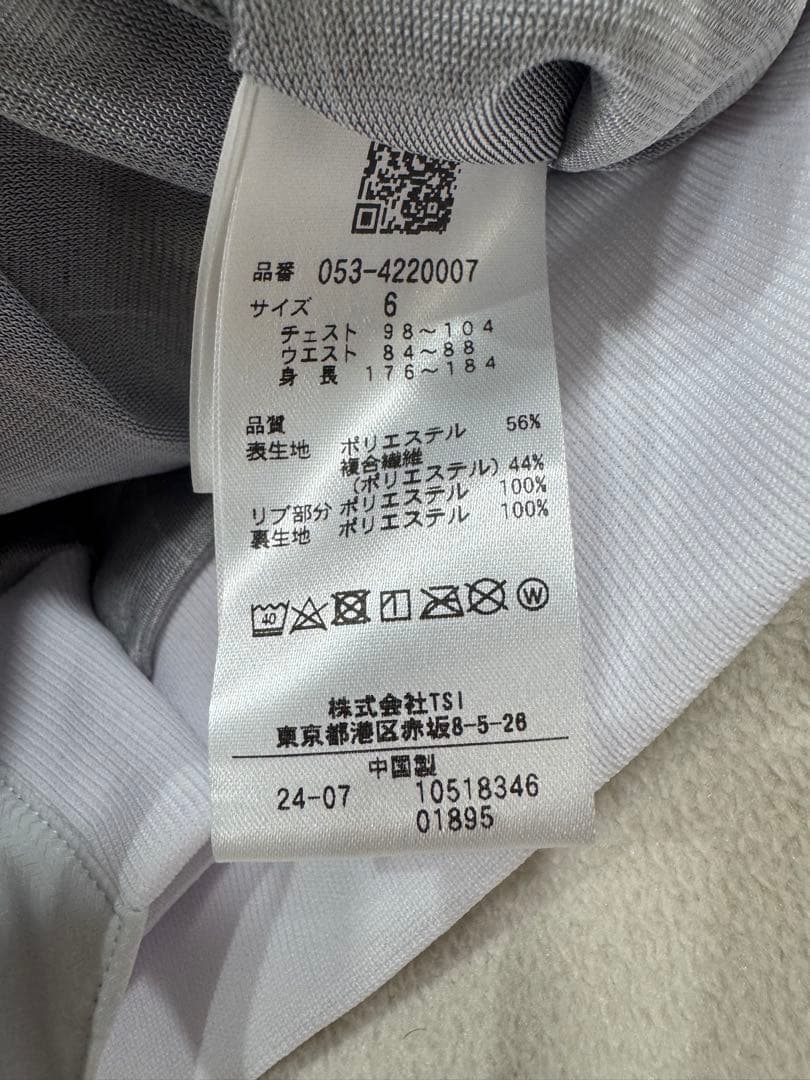 品番 053-4220007
サイズ 6
チェスト 98~104
ウエスト 84~88
身長 176~184
品質
表生地 ポリエステル 56%
複合繊維
(ポリエステル) 44%
リブ部分 ポリエステル 100%
裏生地 ポリエステル 100%
40 W
株式会社TSI
東京都港区赤坂8-5-26
中国製
24-07 10518346
01895